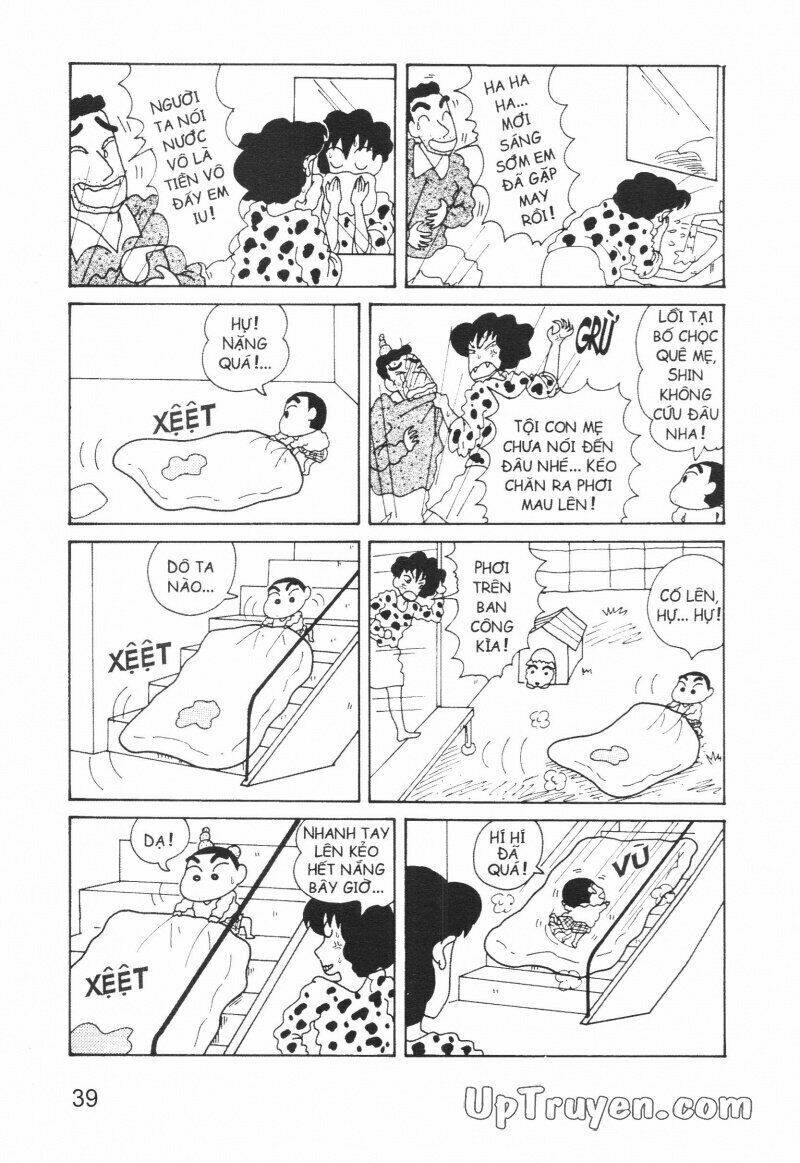 HA HA
HA...
MỚI
SÁNG
SỚM EM
ĐÃ GẶP
MAY
RỒI!
NGƯỜI
TA NÓI
NƯỚC
VÔ LÀ
TIỀN VÔ
ĐẤY EM
IU!
LỖI TẠI
BỐ CHỌC
QUÊ MẸ,
SHIN
KHÔNG
CỨU ĐÂU
NHA!
GRỪ
TỘI CON MẸ
CHƯA NÓI ĐẾN
ĐÂU NHÉ... KÉO
CHĂN RA PHƠI
MAU LÊN!
HỰ!
NẶNG
QUÁ!...
XỆỆT
CỐ LÊN,
HỰ... HỰ!
PHƠI
TRÊN
BAN
CÔNG
KÌA!
DÔ TA
NÀO...
XỆỆT
HÍ HÍ
ĐÃ
QUÁ!
VÙ
NHANH TAY
LÊN KẺO
HẾT NẮNG
BÂY GIỜ...
DẠ!
XỆỆT
39
UpTruyen.com